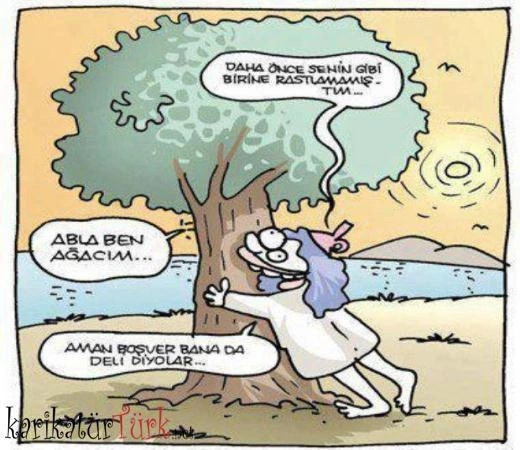 DAHA ÖNCE SENİN GİBİ
BİRİNE RASTLAMAMIŞ-
TIM...
ABLA BEN
AĞACIM...
AMAN BOŞVER BANA DA
DELİ DİYOLAR...
karikatürTürk.net